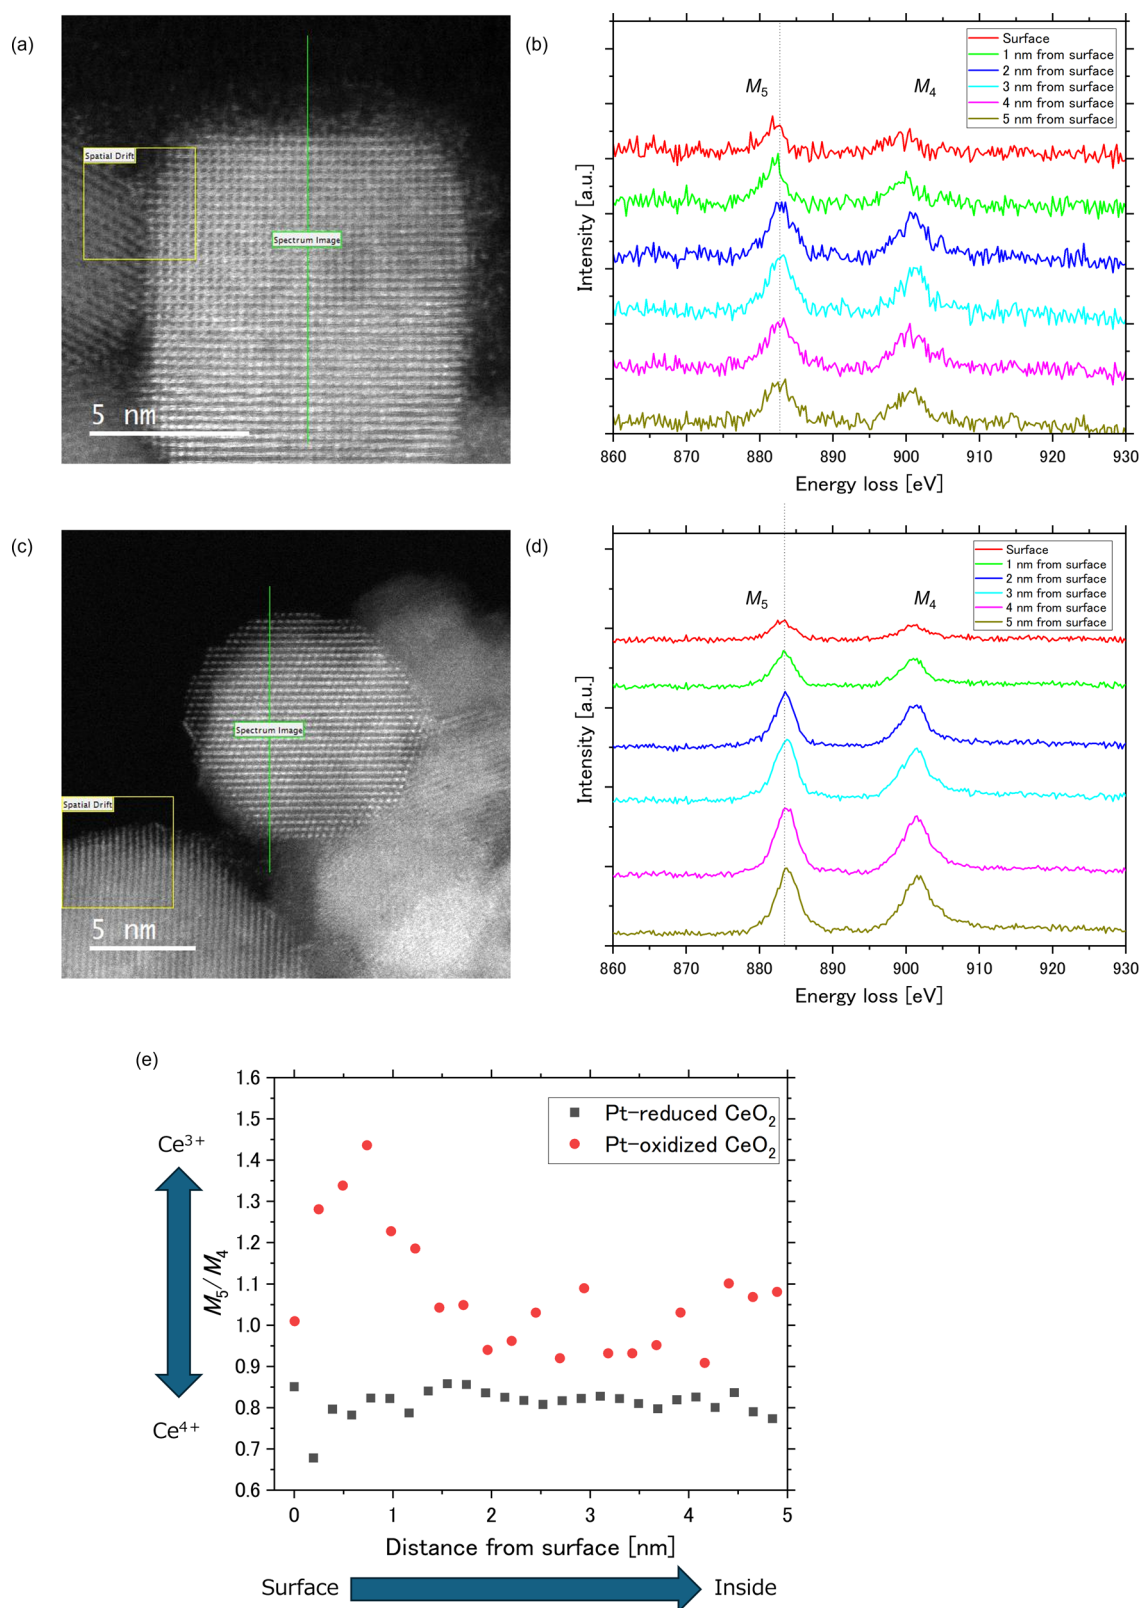 (a)
Spatial Drift
Spectrum Image
5 nm
(b)
Surface
1 nm from surface
2 nm from surface
3 nm from surface
4 nm from surface
5 nm from surface
M5
M4
Intensity [a.u.]
860 870 880 890 900 910 920 930
Energy loss [eV]
(c)
Spectrum Image
Spatial Drift
5 nm
(d)
Surface
1 nm from surface
2 nm from surface
3 nm from surface
4 nm from surface
5 nm from surface
M5
M4
Intensity [a.u.]
860 870 880 890 900 910 920 930
Energy loss [eV]
(e)
Pt-reduced CeO2
Pt-oxidized CeO2
Ce3+
Ce4+
M5/M4
1.6
1.5
1.4
1.3
1.2
1.1
1.0
0.9
0.8
0.7
0.6
0 1 2 3 4 5
Distance from surface [nm]
Surface
Inside